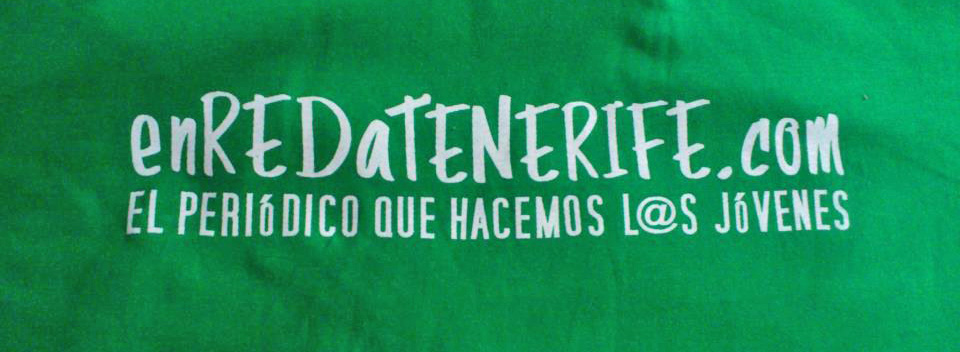 enREDaTENERIFE.com
EL PERIÓDICO QUE HACEMOS L@S JÓVENES